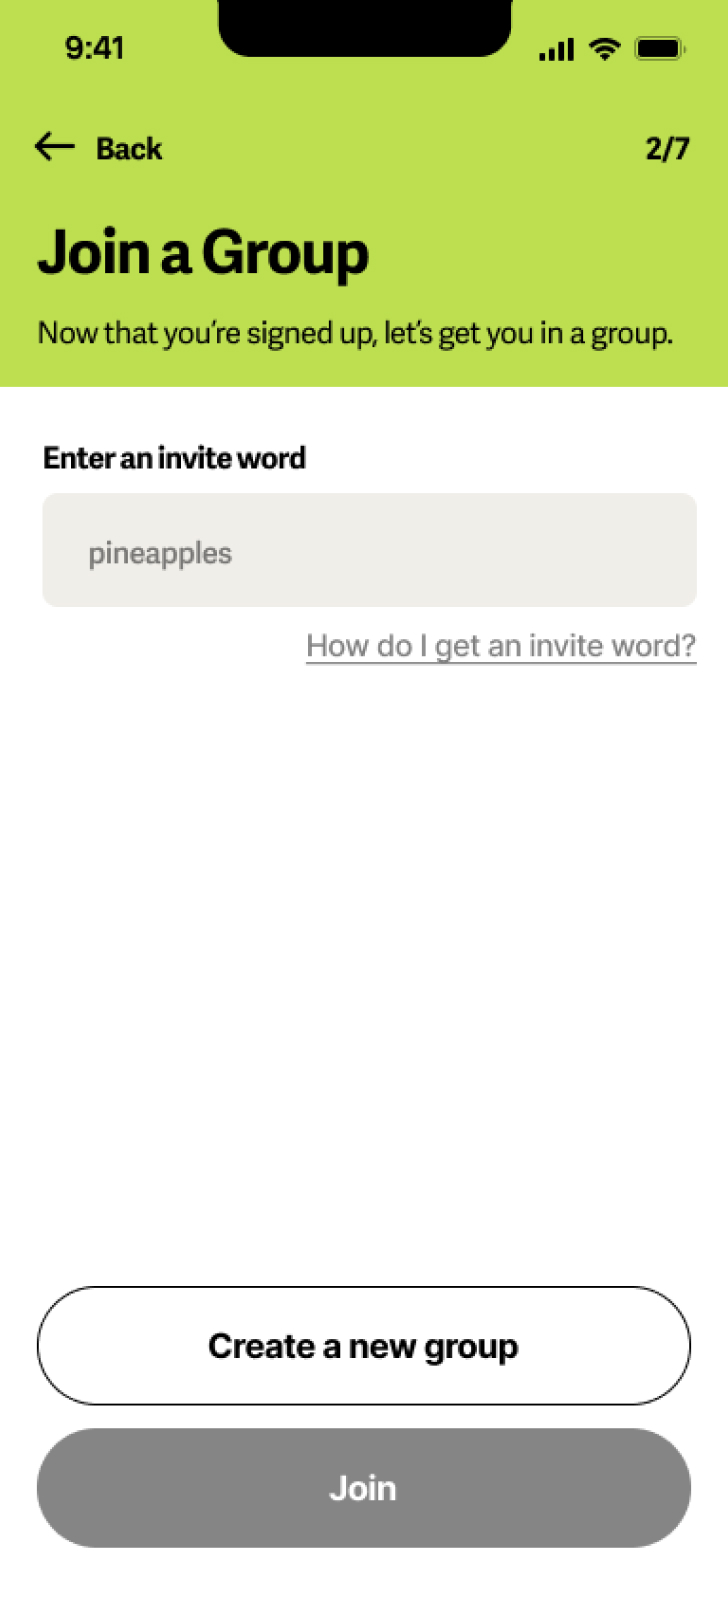 9:41
Back
2/7
Join a Group
Now that you’re signed up, let’s get you in a group.
Enter an invite word
pineapples
How do I get an invite word?
Create a new group
Join